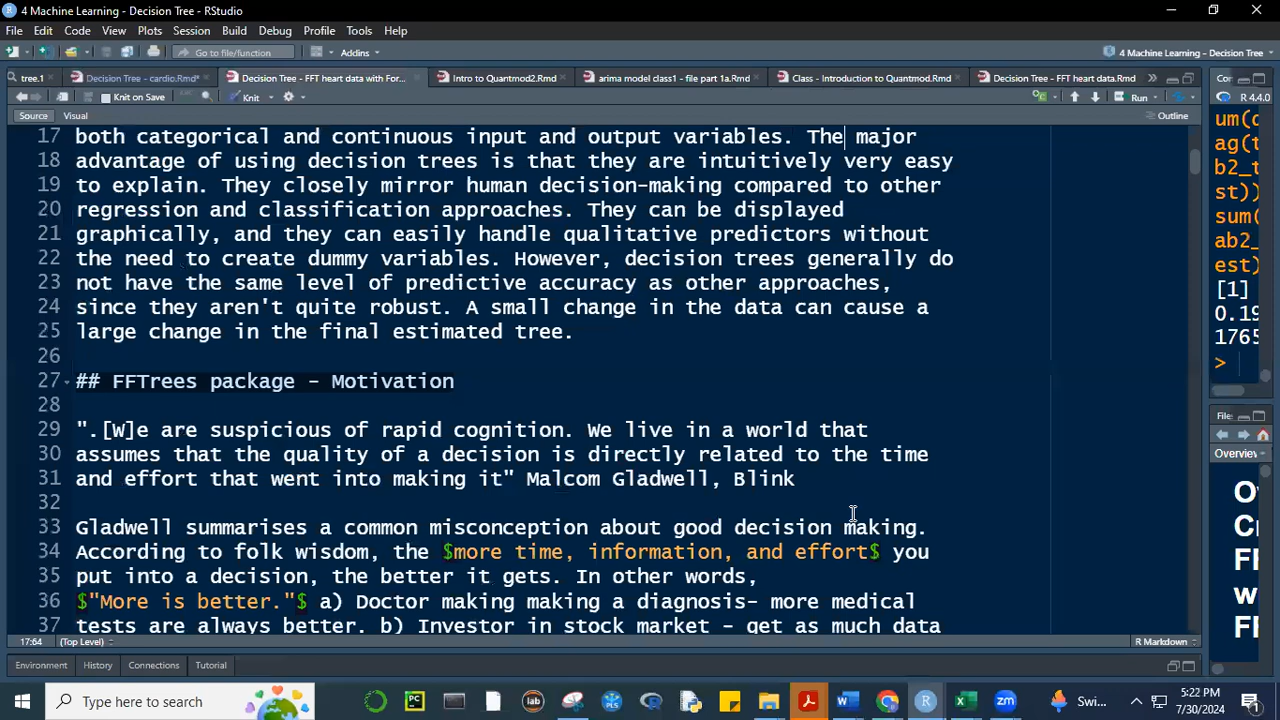 4 Machine Learning - Decision Tree - RStudio
File Edit Code View Plots Session Build Debug Profile Tools Help
Go to file/function Addins 4 Machine Learning - Decision Tree
tree.1 Decision Tree - cardio.Rmd* Decision Tree - FFT heart data with For... Intro to Quantmod2.Rmd arima model class1 - file part 1a.Rmd Class - Introduction to Quantmod.Rmd Decision Tree - FFT heart data.Rmd
Knit on Save Knit Run
Source Visual Outline
17 both categorical and continuous input and output variables. The major
18 advantage of using decision trees is that they are intuitively very easy
19 to explain. They closely mirror human decision-making compared to other
20 regression and classification approaches. They can be displayed
21 graphically, and they can easily handle qualitative predictors without
22 the need to create dummy variables. However, decision trees generally do
23 not have the same level of predictive accuracy as other approaches,
24 since they aren't quite robust. A small change in the data can cause a
25 large change in the final estimated tree.
26
27 ## FFTrees package - Motivation
28
29 ".[W]e are suspicious of rapid cognition. We live in a world that
30 assumes that the quality of a decision is directly related to the time
31 and effort that went into making it" Malcom Gladwell, Blink
32
33 Gladwell summarises a common misconception about good decision making.
34 According to folk wisdom, the $more time, information, and effort$ you
35 put into a decision, the better it gets. In other words,
36 $"More is better."$ a) Doctor making making a diagnosis- more medical
37 tests are always better. b) Investor in stock market - get as much data
17:64 (Top Level) R Markdown
Environment History Connections Tutorial
Co
R 4.4.0
um(d
ag(t
b2_t
st))
sum(
ab2_
est)
[1]
0.19
1765
>
File
Overview
O
C
F
w
F
Type here to search
Swi...
5:22 PM
7/30/2024